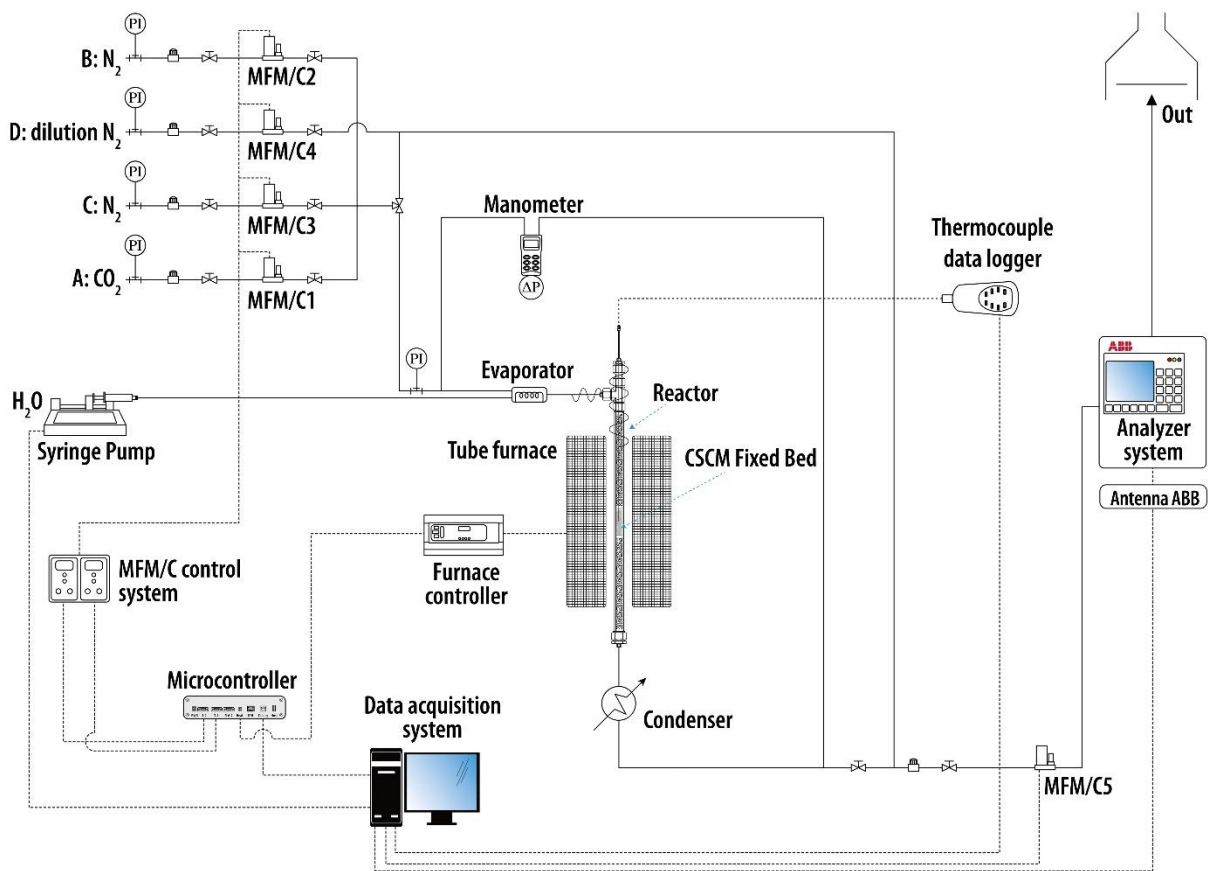 PI
B: N₂
MFM/C2
PI
D: dilution N₂
MFM/C4
PI
C: N₂
MFM/C3
PI
A: CO₂
MFM/C1
Out
Manometer
ΔP
Thermocouple
data logger
PI
Evaporator
H₂O
Syringe Pump
Reactor
Tube furnace
CSCM Fixed Bed
ABB
Analyzer
system
Antenna ABB
MFM/C control
system
Furnace
controller
Microcontroller
Data acquisition
system
Condenser
MFM/C5